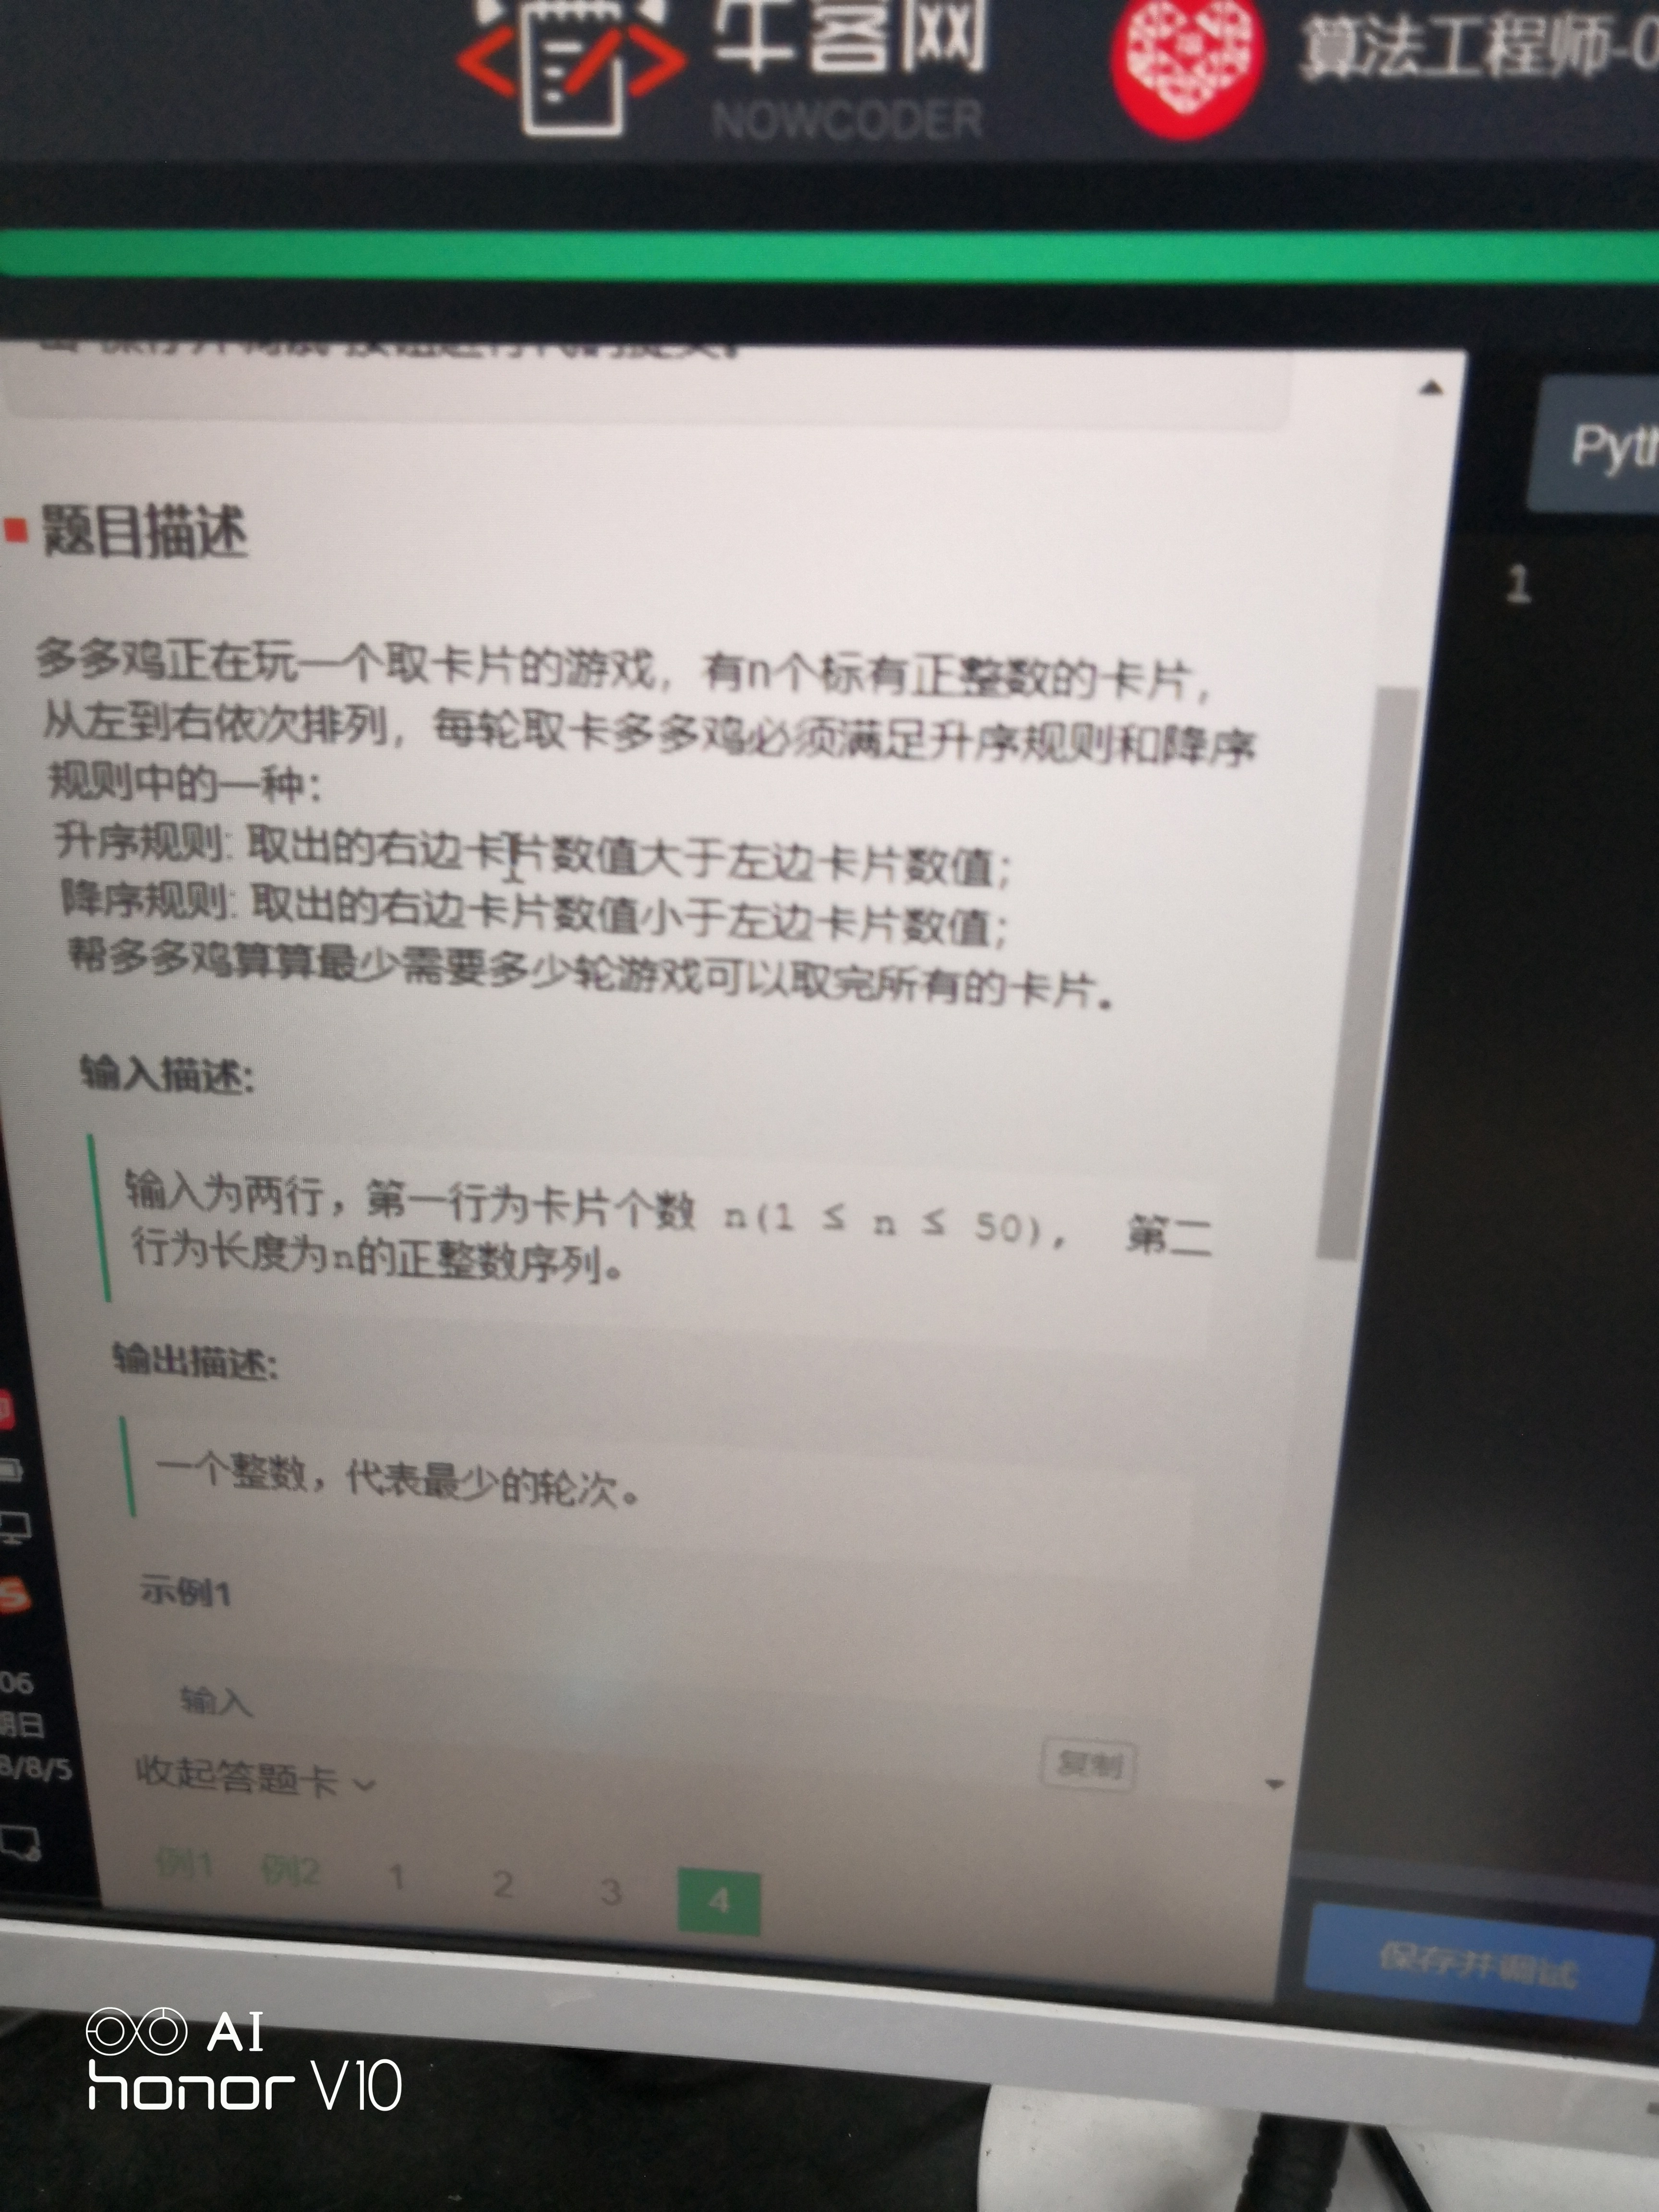 牛客网
NOWCODER
算法工程师-0
Pyth
1
题目描述
多多鸡正在玩一个取卡片的游戏，有n个标有正整数的卡片，
从左到右依次排列，每轮取卡多多鸡必须满足升序规则和降序
规则中的一种：
升序规则: 取出的右边卡片数值大于左边卡片数值；
降序规则: 取出的右边卡片数值小于左边卡片数值；
帮多多鸡算算最少需要多少轮游戏可以取完所有的卡片。
输入描述:
输入为两行，第一行为卡片个数 n(1 ≤ n ≤ 50)， 第二
行为长度为n的正整数序列。
输出描述:
一个整数，代表最少的轮次。
示例1
输入
复制
收起答题卡
例1 例2 1 2 3 4
保存并调试
06
期日
8/8/5
AI
honor V10